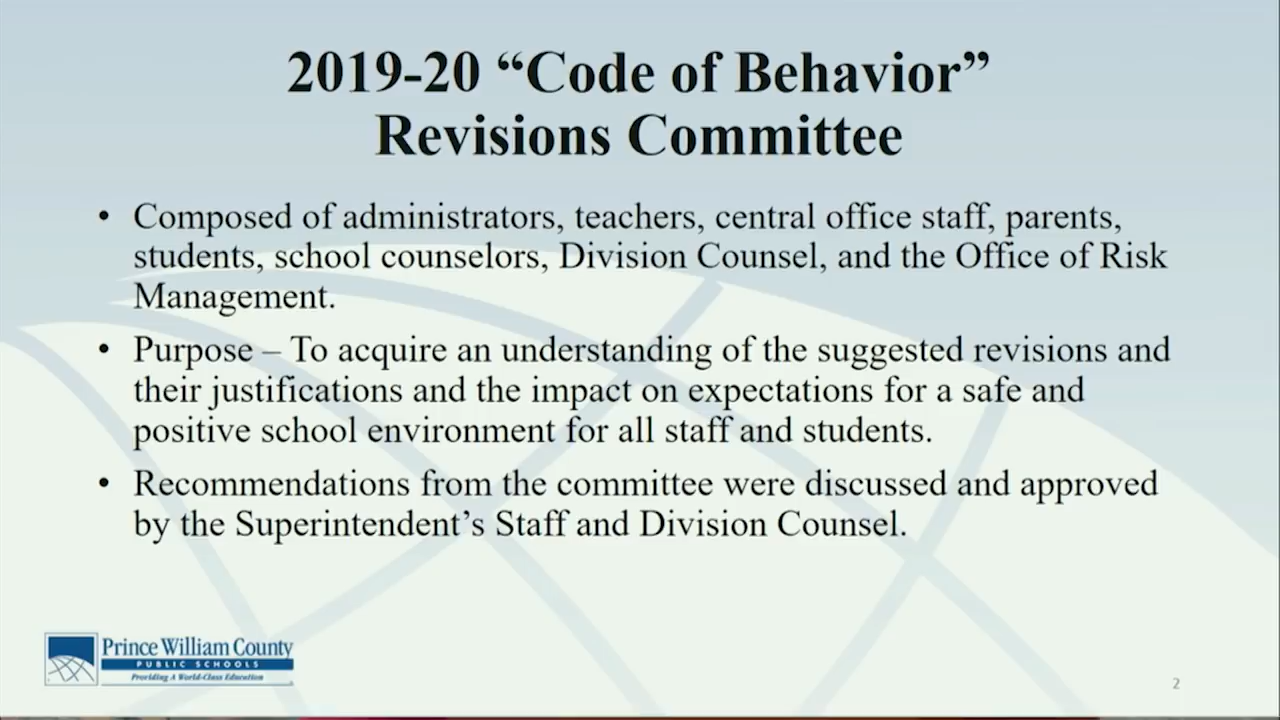 2019-20 “Code of Behavior”
Revisions Committee
• Composed of administrators, teachers, central office staff, parents,
students, school counselors, Division Counsel, and the Office of Risk
Management.
• Purpose – To acquire an understanding of the suggested revisions and
their justifications and the impact on expectations for a safe and
positive school environment for all staff and students.
• Recommendations from the committee were discussed and approved
by the Superintendent’s Staff and Division Counsel.
Prince William County
PUBLIC SCHOOLS
Providing A World-Class Education
2